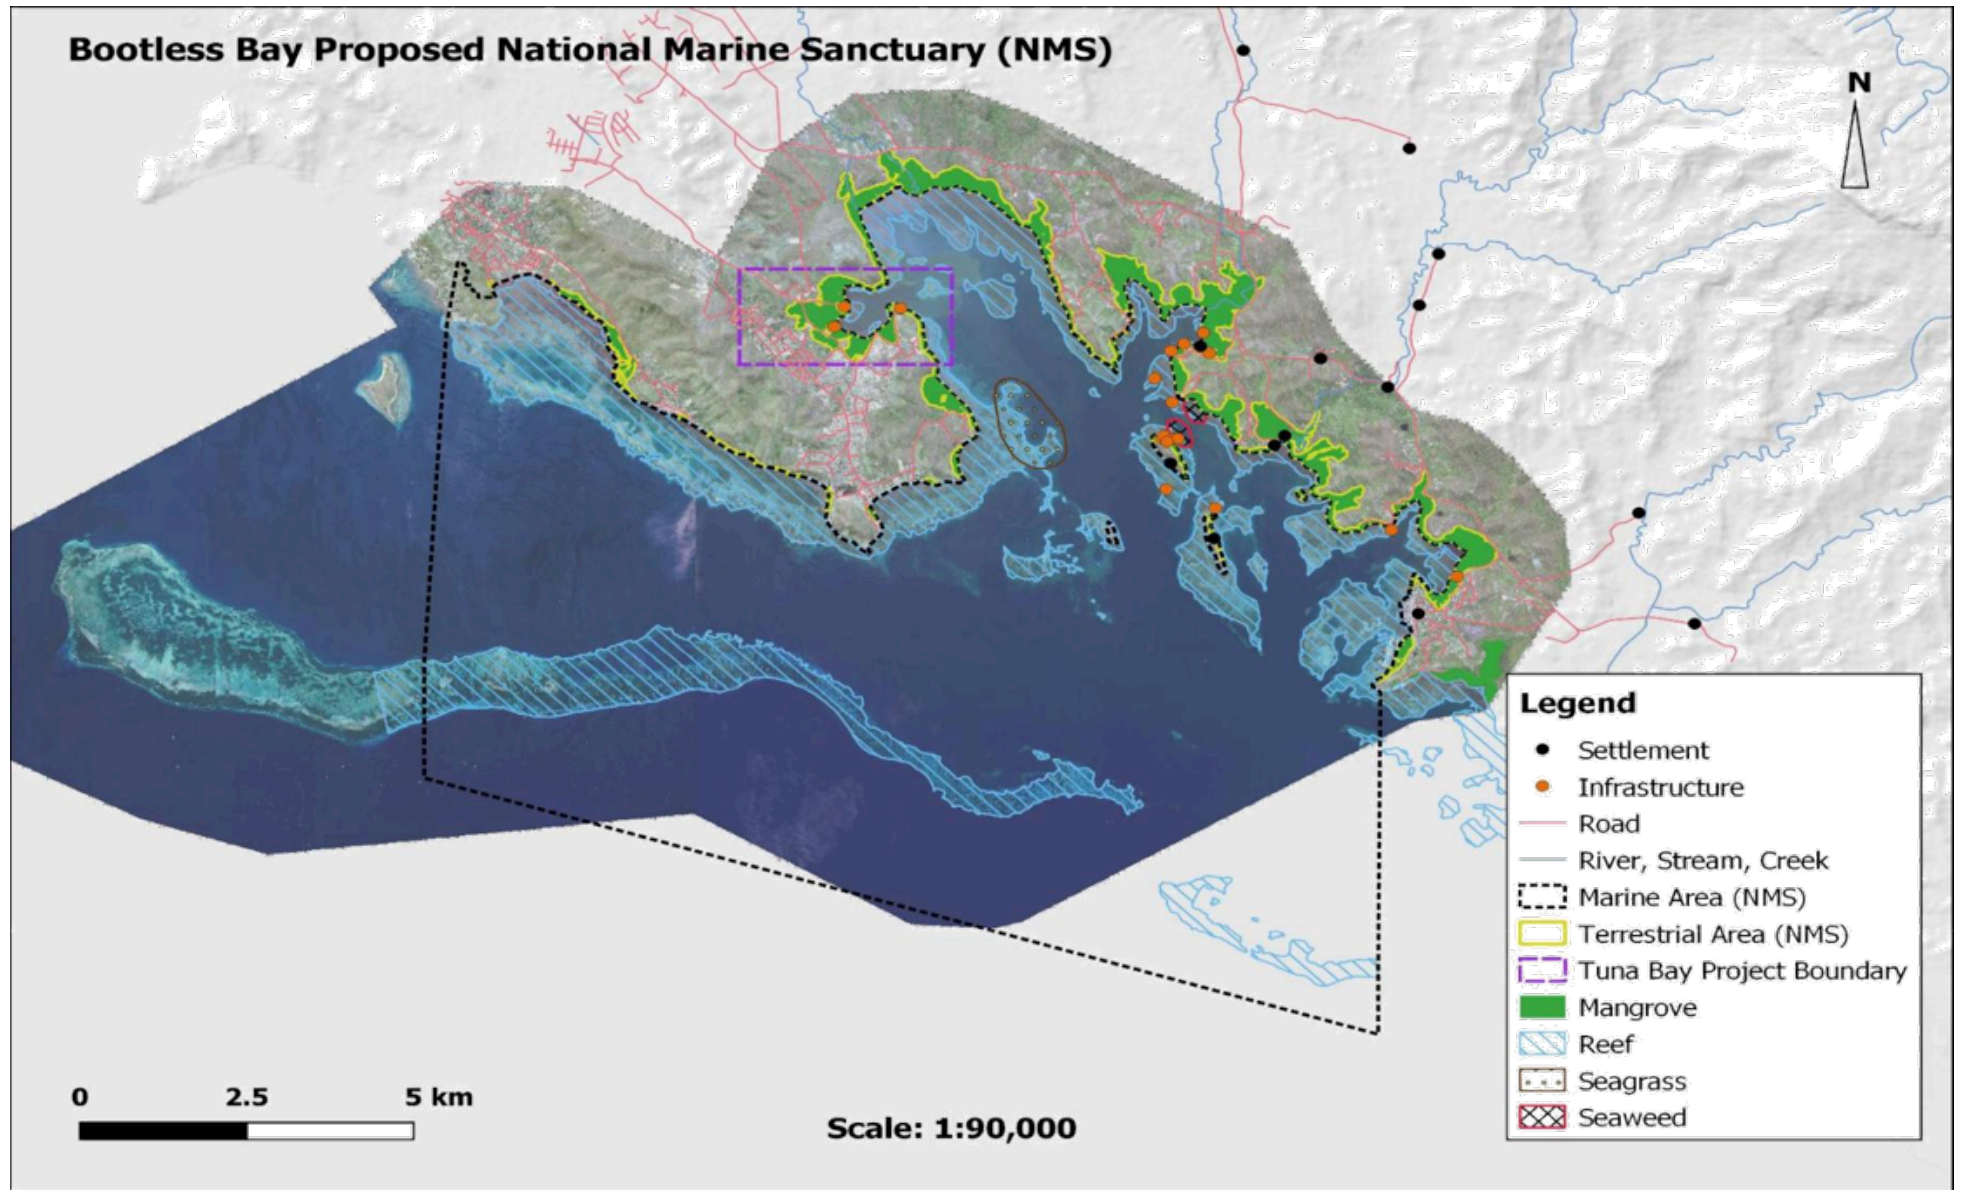 Bootless Bay Proposed National Marine Sanctuary (NMS)
N
Legend
Settlement
Infrastructure
Road
River, Stream, Creek
Marine Area (NMS)
Terrestrial Area (NMS)
Tuna Bay Project Boundary
Mangrove
Reef
Seagrass
Seaweed
0 2.5 5 km
Scale: 1:90,000